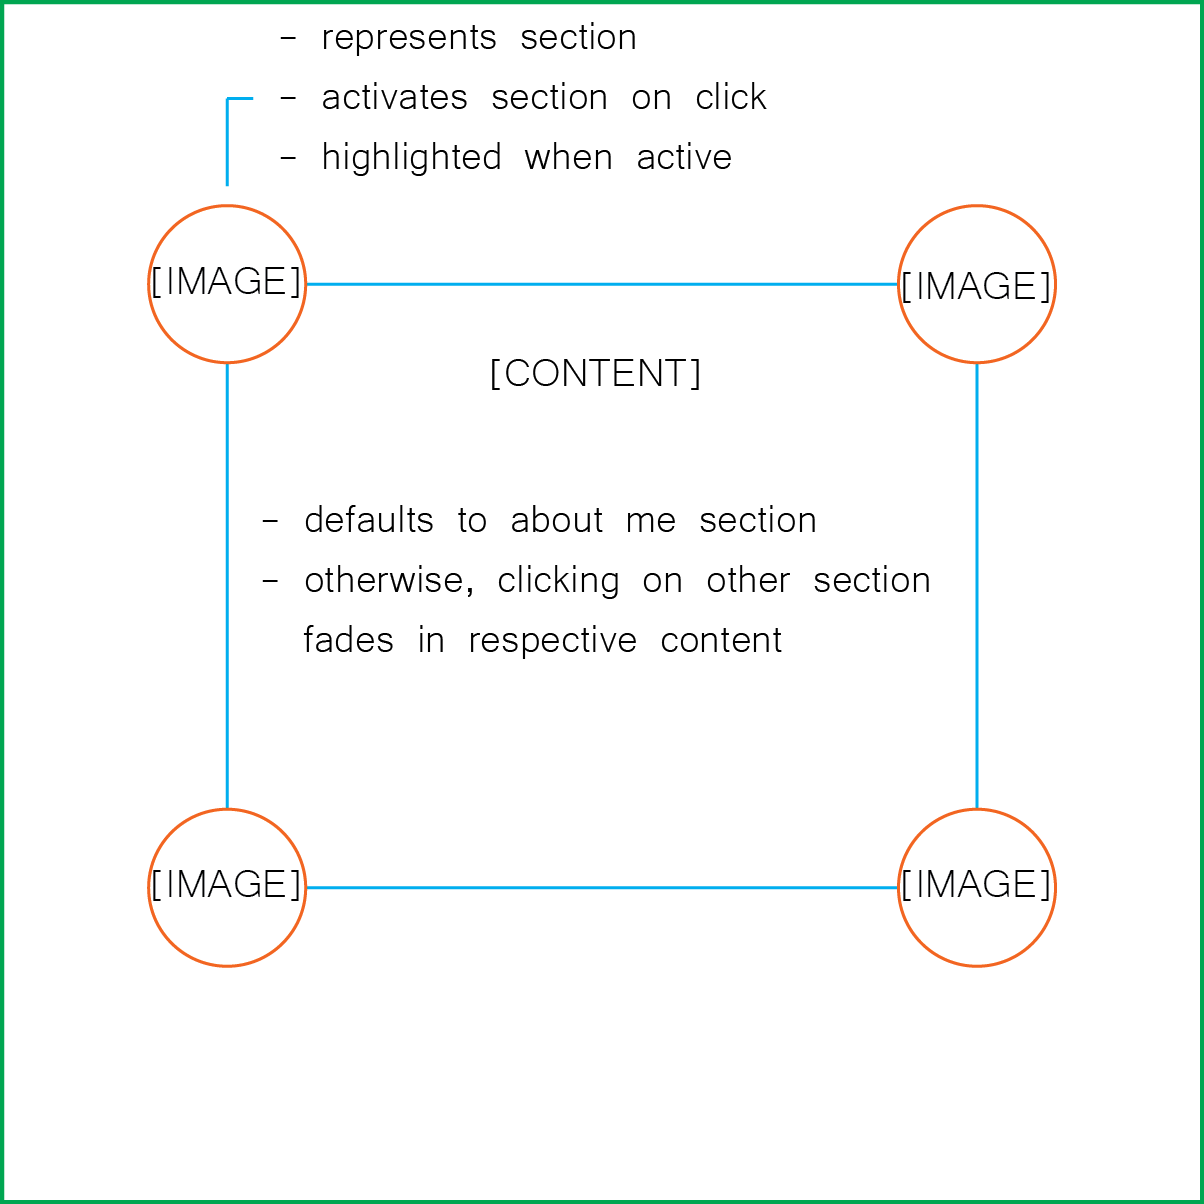 - represents section
- activates section on click
- highlighted when active
[IMAGE]
[IMAGE]
[CONTENT]
- defaults to about me section
- otherwise, clicking on other section
fades in respective content
[IMAGE]
[IMAGE]